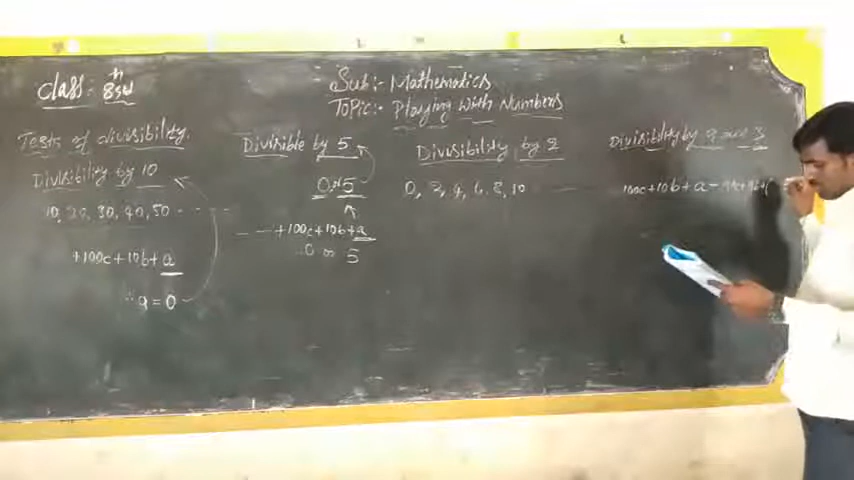 Class:- 8th std
Sub:- Mathematics
Topic:- Playing with Numbers
Tests of divisibility.
Divisibility by 10
10, 20, 30, 40, 50 - - - -
+100c+10b+a
∴ a = 0
Divisible by 5
0 or 5
- - - +100c+10b+a
0 or 5
Divisibility by 2
0, 2, 4, 6, 8, 10 - - -
Divisibility by 9 and 3
100c+10b+a =